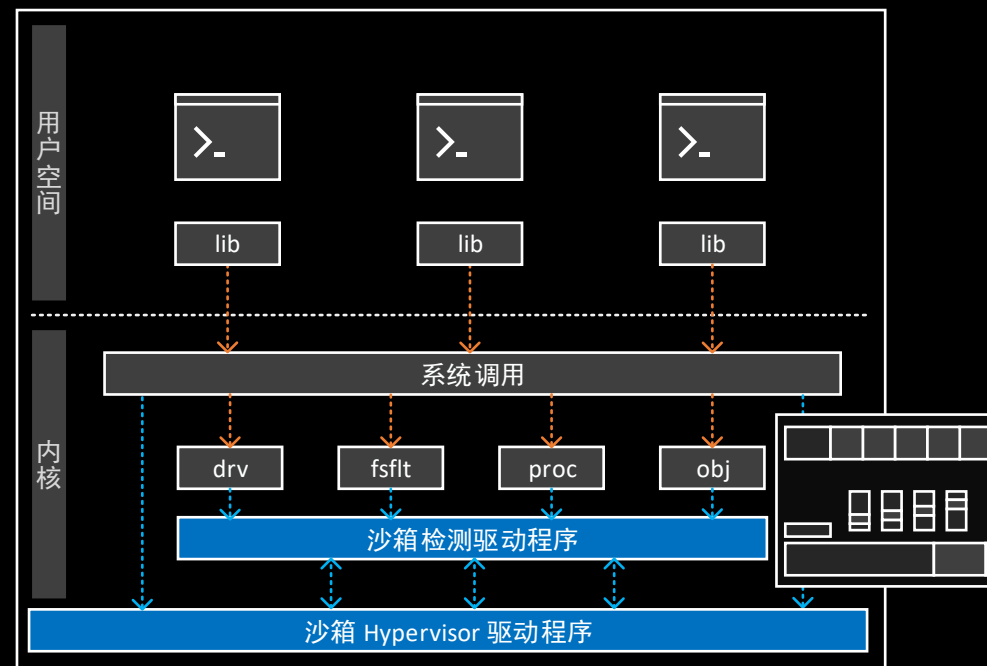 用户空间
>_
>_
>_
lib
lib
lib
内核
系统调用
drv
fsflt
proc
obj
沙箱检测驱动程序
沙箱 Hypervisor 驱动程序